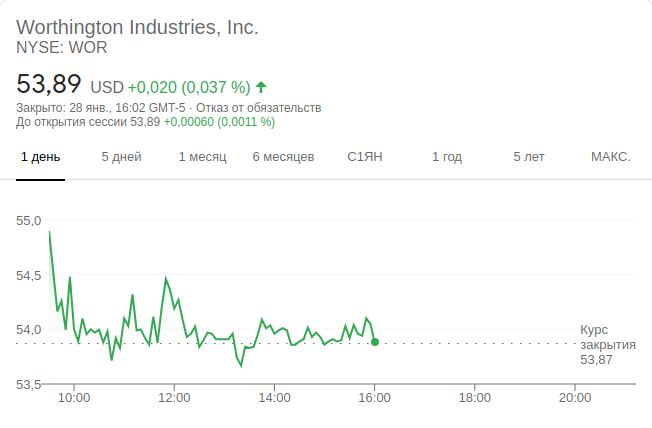 Worthington Industries, Inc.
NYSE: WOR
53,89 USD +0,020 (0,037 %)
Закрыто: 28 янв., 16:02 GMT-5 · Отказ от обязательств
До открытия сессии 53,89 +0,00060 (0,0011 %)
1 день 5 дней 1 месяц 6 месяцев С1ЯН 1 год 5 лет МАКС.
55,0
54,5
54,0
Курс
закрытия
53,87
53,5
10:00 12:00 14:00 16:00 18:00 20:00